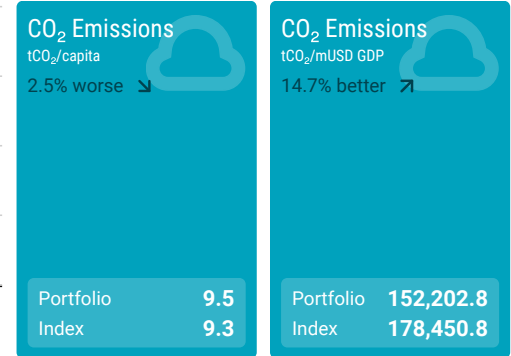 CO₂ Emissions
tCO₂/capita
2.5% worse
Portfolio 9.5
Index 9.3
CO₂ Emissions
tCO₂/mUSD GDP
14.7% better
Portfolio 152,202.8
Index 178,450.8